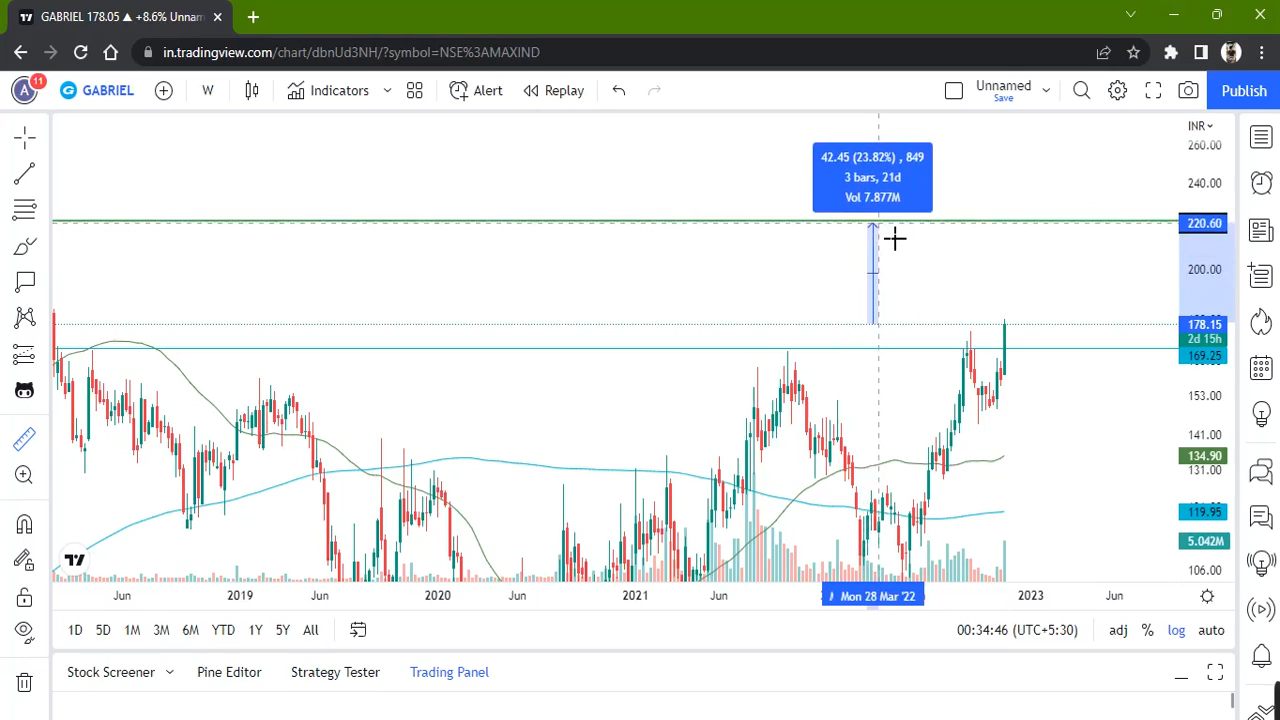 GABRIEL 178.05 ▲ +8.6% Unnam
in.tradingview.com/chart/dbnUd3NH/?symbol=NSE%3AMAXIND
A 11 GABRIEL W Indicators Alert Replay Unnamed Save Publish
INR
260.00
240.00
42.45 (23.82%) , 849
3 bars, 21d
Vol 7.877M
220.60
200.00
178.15
2d 15h
169.25
153.00
141.00
134.90
131.00
119.95
5.042M
106.00
Jun 2019 Jun 2020 Jun 2021 Jun Mon 28 Mar '22 2023 Jun
1D 5D 1M 3M 6M YTD 1Y 5Y All 00:34:46 (UTC+5:30) adj % log auto
Stock Screener Pine Editor Strategy Tester Trading Panel